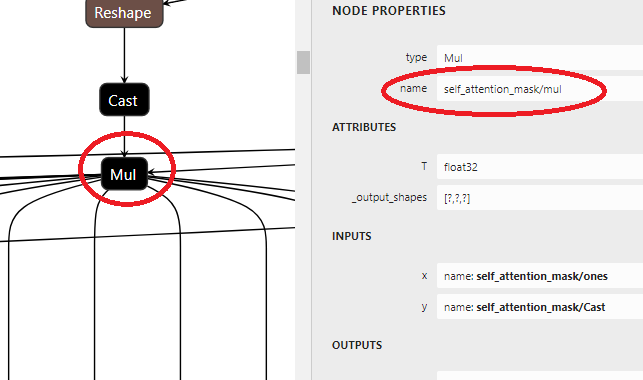 Reshape
Cast
Mul
NODE PROPERTIES
type Mul
name self_attention_mask/mul
ATTRIBUTES
T float32
_output_shapes [?,?,?]
INPUTS
x name: self_attention_mask/ones
y name: self_attention_mask/Cast
OUTPUTS